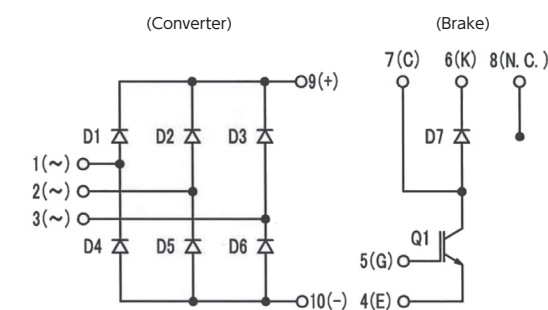 (Converter)
(Brake)
7(C) 6(K) 8(N.C.)
9(+)
D1 D2 D3 D7
1(~)
2(~)
3(~)
D4 D5 D6 Q1
5(G)
10(-) 4(E)